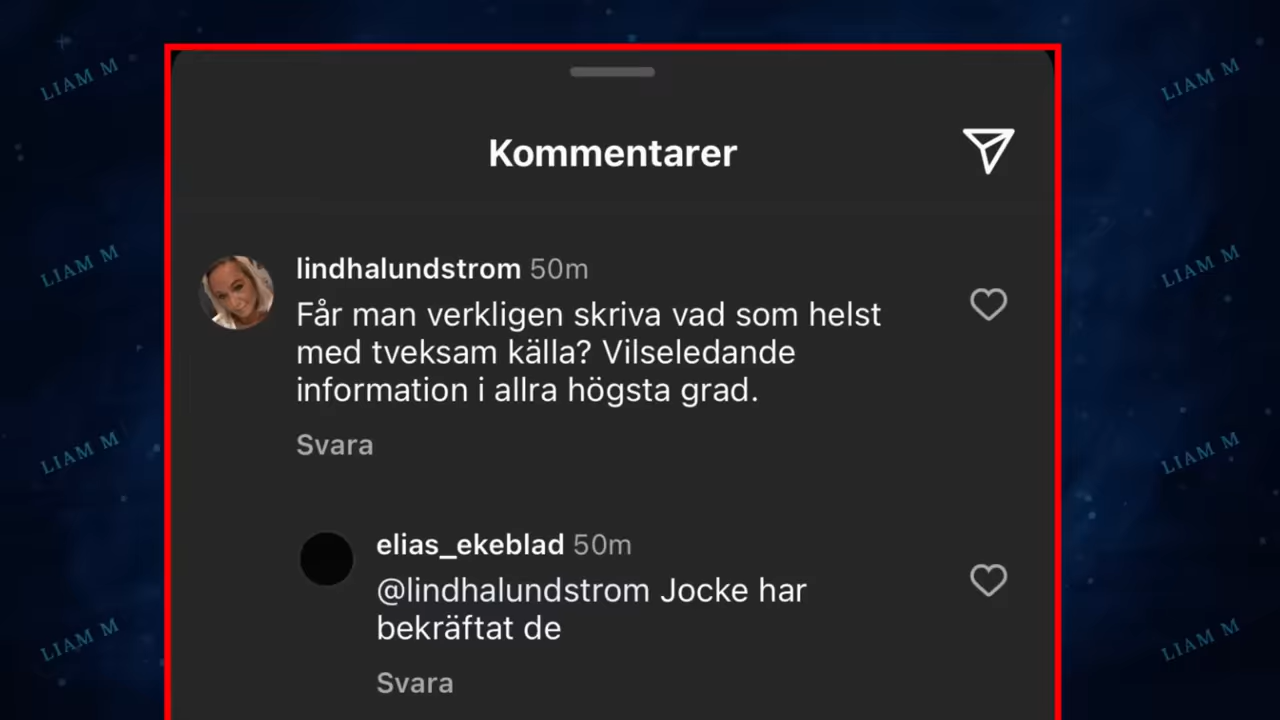 LIAM M
LIAM M
Kommentarer
lindhalundstrom 50m
Får man verkligen skriva vad som helst
med tveksam källa? Vilseledande
information i allra högsta grad.
Svara
LIAM M
LIAM M
LIAM M
LIAM M
elias_ekeblad 50m
@lindhalundstrom Jocke har
bekräftat de
Svara
LIAM M
LIAM M